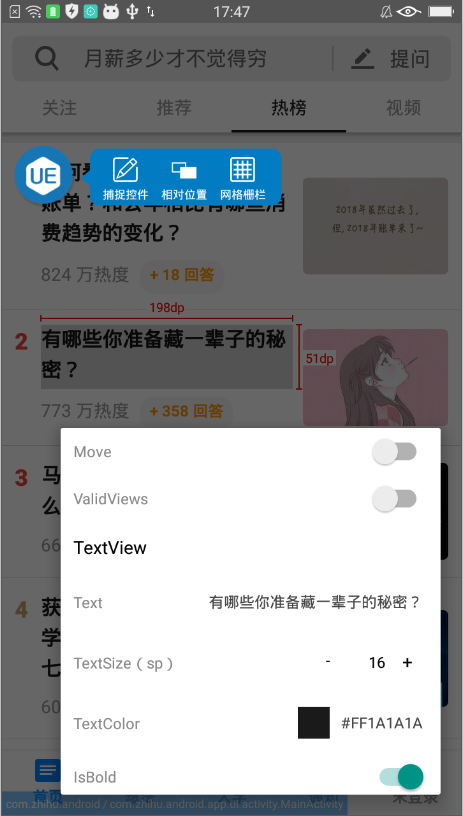 17:47
月薪多少才不觉得穷
提问
关注
推荐
热榜
视频
UE
捕捉控件
相对位置
网格栅栏
账单？和去年相比有哪些消
费趋势的变化？
2018年虽然过去了,
但,2018年账单来了~
824 万热度
+ 18 回答
198dp
2
有哪些你准备藏一辈子的秘
密？
51dp
773 万热度
+ 358 回答
Move
ValidViews
3
马
么
66
TextView
Text
有哪些你准备藏一辈子的秘密？
4
获
学
七
60
TextSize ( sp )
-
16
+
TextColor
#FF1A1A1A
IsBold
首页
未登录
com.zhihu.android / com.zhihu.android.app.ui.activity.MainActivity